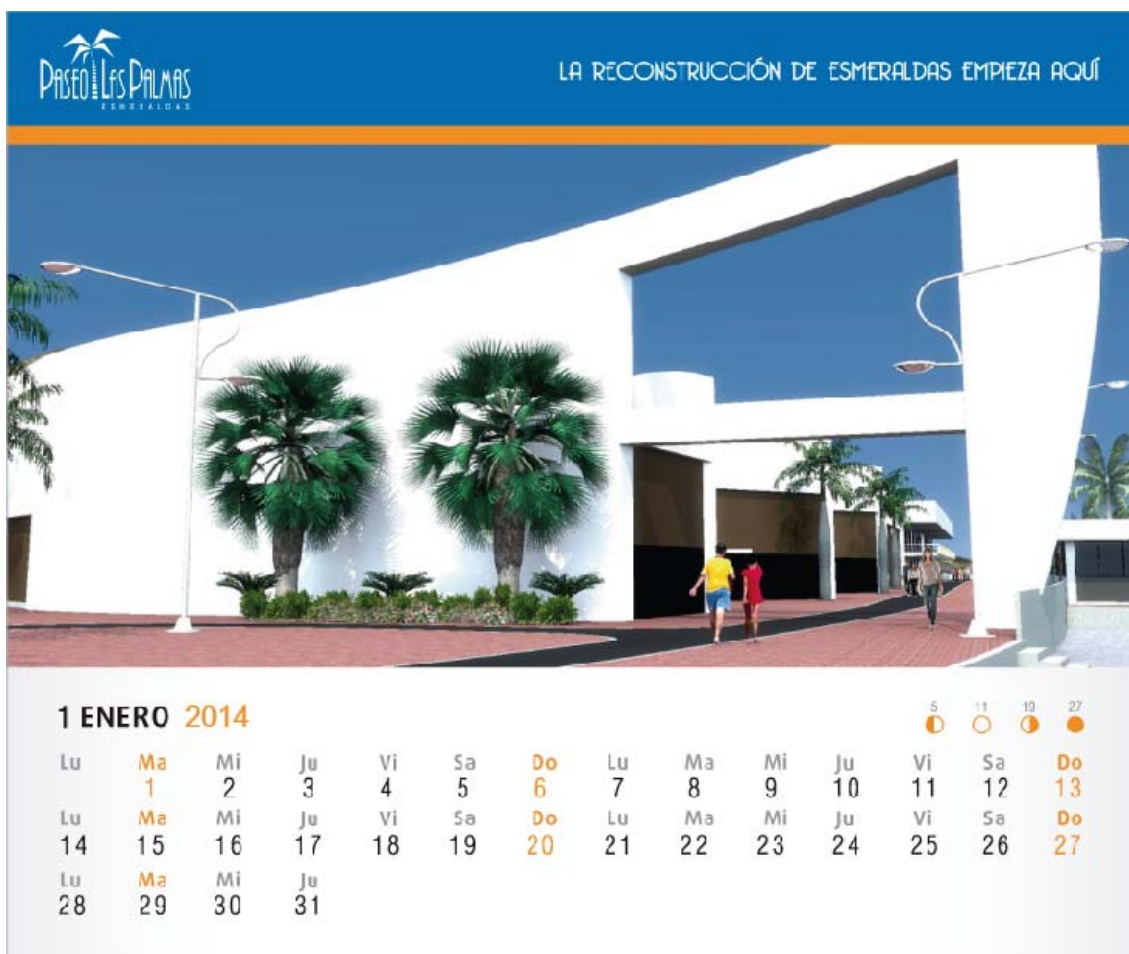 PASEO LAS PALMAS
ESMERALDAS
LA RECONSTRUCCIÓN DE ESMERALDAS EMPIEZA AQUÍ
1 ENERO 2014
5 11 19 27
Lu Ma Mi Ju Vi Sa Do Lu Ma Mi Ju Vi Sa Do
1 2 3 4 5 6 7 8 9 10 11 12 13
Lu Ma Mi Ju Vi Sa Do Lu Ma Mi Ju Vi Sa Do
14 15 16 17 18 19 20 21 22 23 24 25 26 27
Lu Ma Mi Ju
28 29 30 31